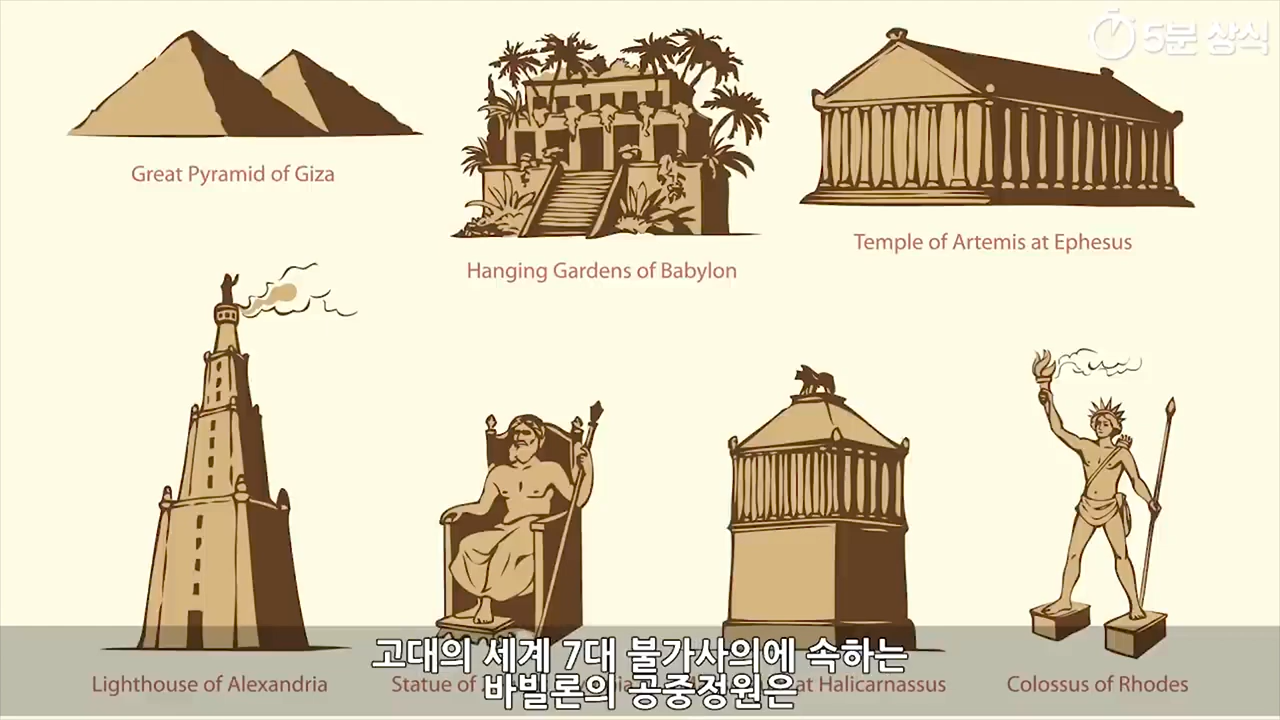 5분 상식
Great Pyramid of Giza
Hanging Gardens of Babylon
Temple of Artemis at Ephesus
Lighthouse of Alexandria
Statue of
at Halicarnassus
Colossus of Rhodes
고대의 세계 7대 불가사의에 속하는
바빌론의 공중정원은